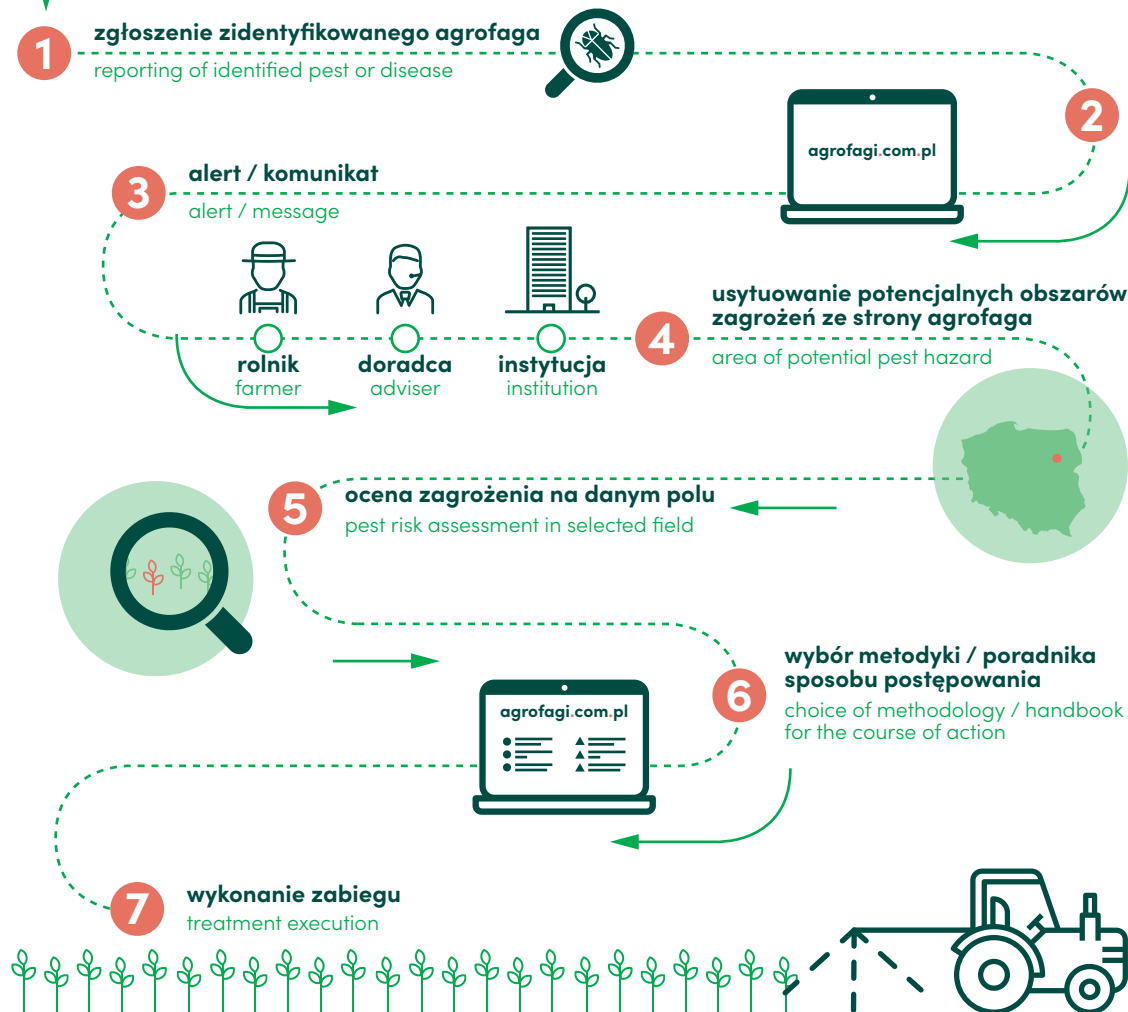 1
zgłoszenie zidentyfikowanego agrofaga
reporting of identified pest or disease
2
agrofagi.com.pl
3
alert / komunikat
alert / message
rolnik
farmer
doradca
adviser
instytucja
institution
4
usytuowanie potencjalnych obszarów
zagrożeń ze strony agrofaga
area of potential pest hazard
5
ocena zagrożenia na danym polu
pest risk assessment in selected field
6
wybór metodyki / poradnika
sposobu postępowania
choice of methodology / handbook
for the course of action
agrofagi.com.pl
7
wykonanie zabiegu
treatment execution